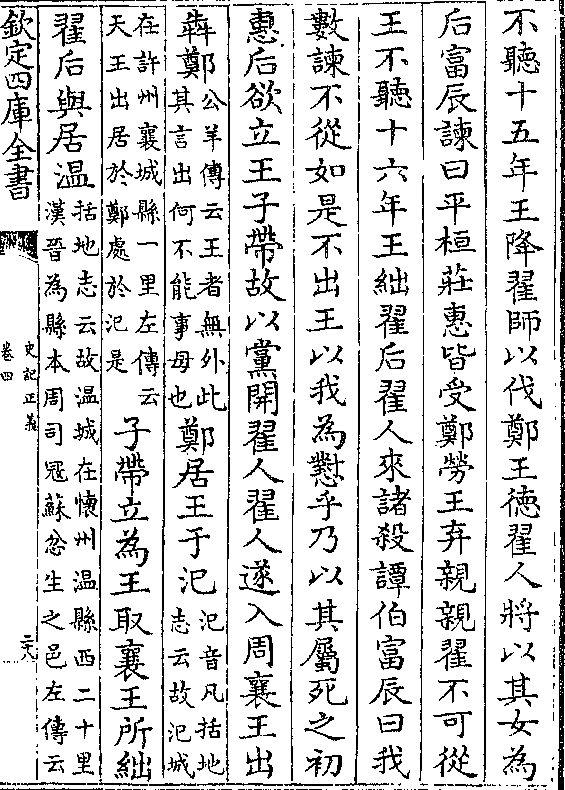 不聽十五年王降翟師以伐鄭王徳翟人將以其女為
后富辰諫曰平桓莊惠皆受鄭勞王弃親親翟不可從
王不聽十六年王絀翟后翟人來諸殺譚伯富辰曰我
數諫不從如是不出王以我為懟乎乃以其屬死之初
惠后欲立王子帶故以黨開翟人翟人遂入周襄王出
犇鄭公羊傳云王者無外此其言出何不能事母也鄭居王于汜汜音凡括地志云故汜城
在許州襄城縣一里左傳云天王出居於鄭處於汜是子帶立為王取襄王所絀
翟后與居溫括地志云故温城在懷州温縣西二十里漢晉為縣本周司冦蘇忿生之邑左傳云
欽定四庫全書
史記正義
卷四